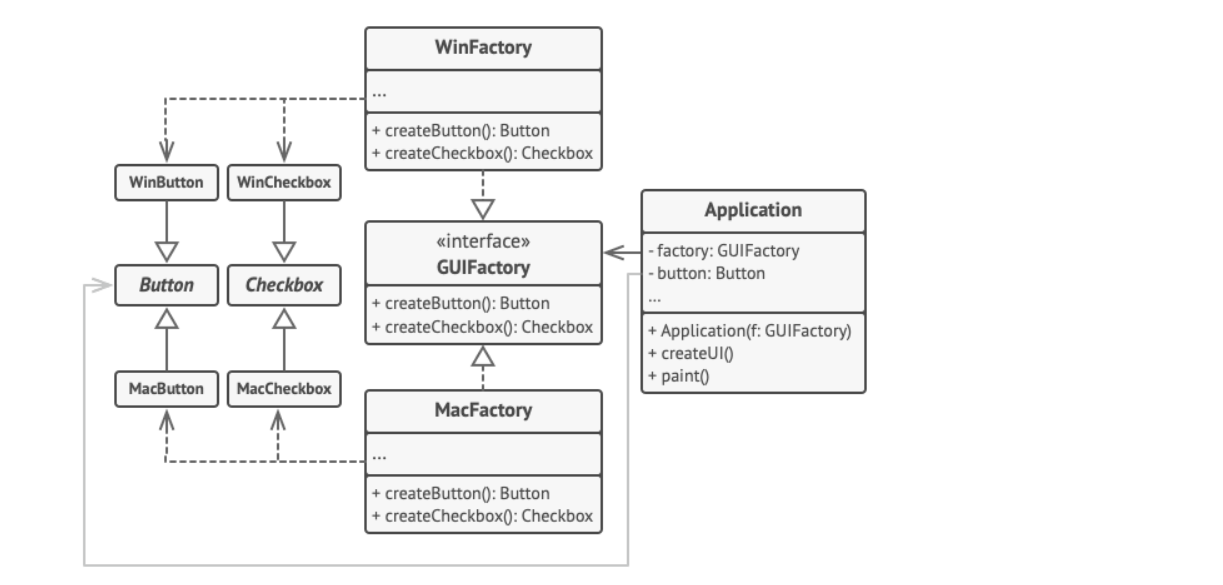 WinFactory
...
+ createButton(): Button
+ createCheckbox(): Checkbox
WinButton
WinCheckbox
Button
Checkbox
MacButton
MacCheckbox
«interface»
GUIFactory
+ createButton(): Button
+ createCheckbox(): Checkbox
MacFactory
...
+ createButton(): Button
+ createCheckbox(): Checkbox
Application
- factory: GUIFactory
- button: Button
...
+ Application(f: GUIFactory)
+ createUI()
+ paint()